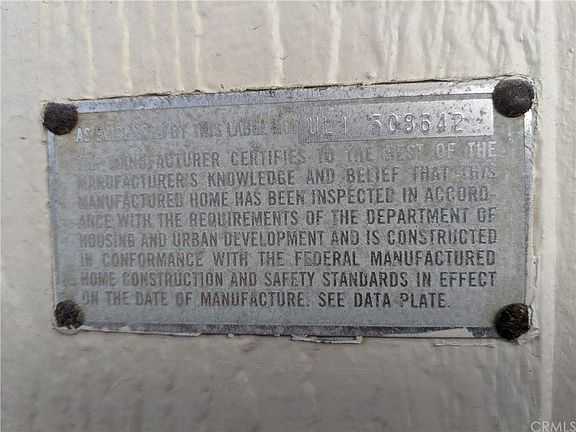 AS EVIDENCED BY THIS LABEL NO. ULI 503642
THE MANUFACTURER CERTIFIES TO THE BEST OF THE
MANUFACTURER'S KNOWLEDGE AND BELIEF THAT THIS
MANUFACTURED HOME HAS BEEN INSPECTED IN ACCORD-
ANCE WITH THE REQUIREMENTS OF THE DEPARTMENT OF
HOUSING AND URBAN DEVELOPMENT AND IS CONSTRUCTED
IN CONFORMANCE WITH THE FEDERAL MANUFACTURED
HOME CONSTRUCTION AND SAFETY STANDARDS IN EFFECT
ON THE DATE OF MANUFACTURE. SEE DATA PLATE.
CRMLS